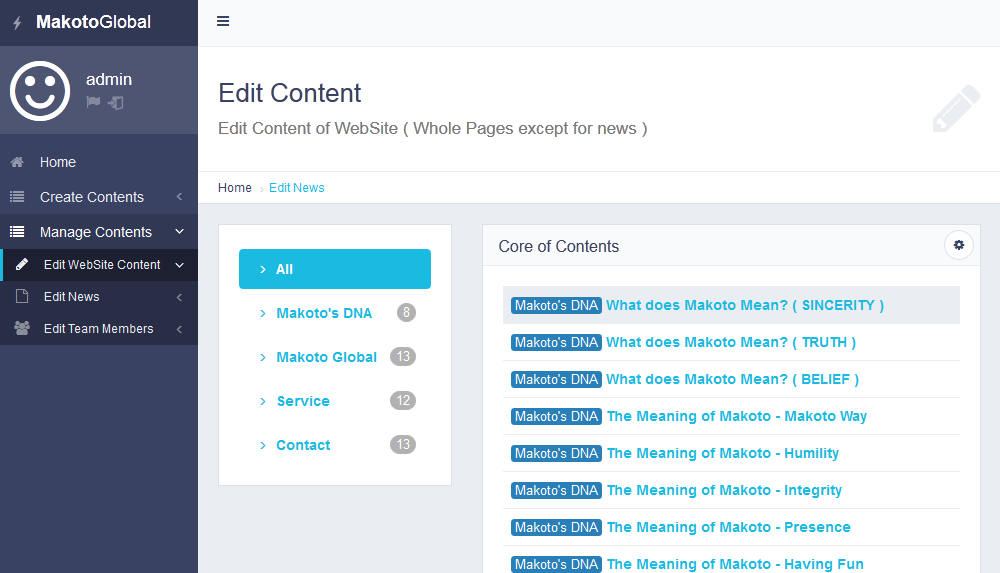 MakotoGlobal
admin
Home
Create Contents
Manage Contents
Edit WebSite Content
Edit News
Edit Team Members
Edit Content
Edit Content of WebSite ( Whole Pages except for news )
Home › Edit News
All
Makoto's DNA 8
Makoto Global 13
Service 12
Contact 13
Core of Contents
Makoto's DNA What does Makoto Mean? ( SINCERITY )
Makoto's DNA What does Makoto Mean? ( TRUTH )
Makoto's DNA What does Makoto Mean? ( BELIEF )
Makoto's DNA The Meaning of Makoto - Makoto Way
Makoto's DNA The Meaning of Makoto - Humility
Makoto's DNA The Meaning of Makoto - Integrity
Makoto's DNA The Meaning of Makoto - Presence
Makoto's DNA The Meaning of Makoto - Having Fun